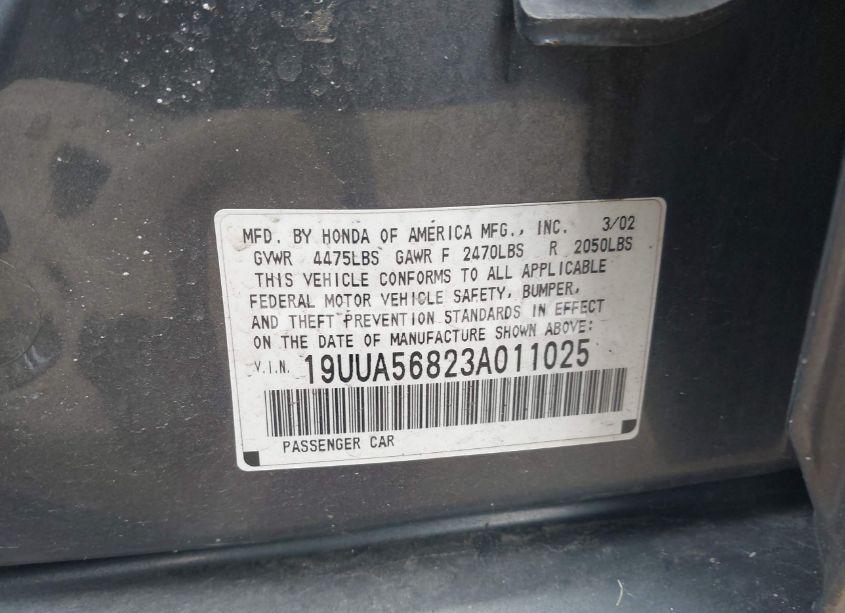 MFD. BY HONDA OF AMERICA MFG., INC. 3/02
GVWR 4475LBS GAWR F 2470LBS R 2050LBS
THIS VEHICLE CONFORMS TO ALL APPLICABLE
FEDERAL MOTOR VEHICLE SAFETY, BUMPER,
AND THEFT PREVENTION STANDARDS IN EFFECT
ON THE DATE OF MANUFACTURE SHOWN ABOVE:
V.I.N. 19UUA56823A011025
PASSENGER CAR